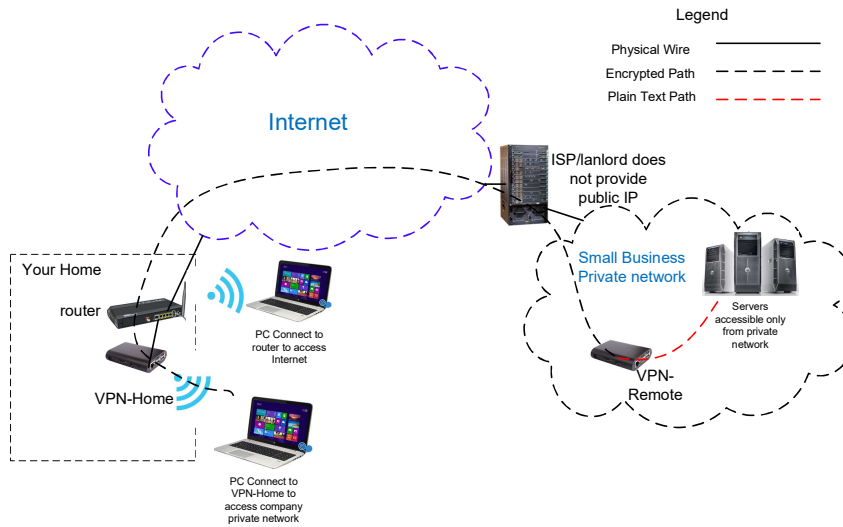 Legend
Physical Wire
Encrypted Path
Plain Text Path
Internet
ISP/lanlord does
not provide
public IP
Small Business
Private network
Servers
accessible only
from private
network
VPN-
Remote
Your Home
router
VPN-Home
PC Connect to
router to access
Internet
PC Connect to
VPN-Home to
access company
private network